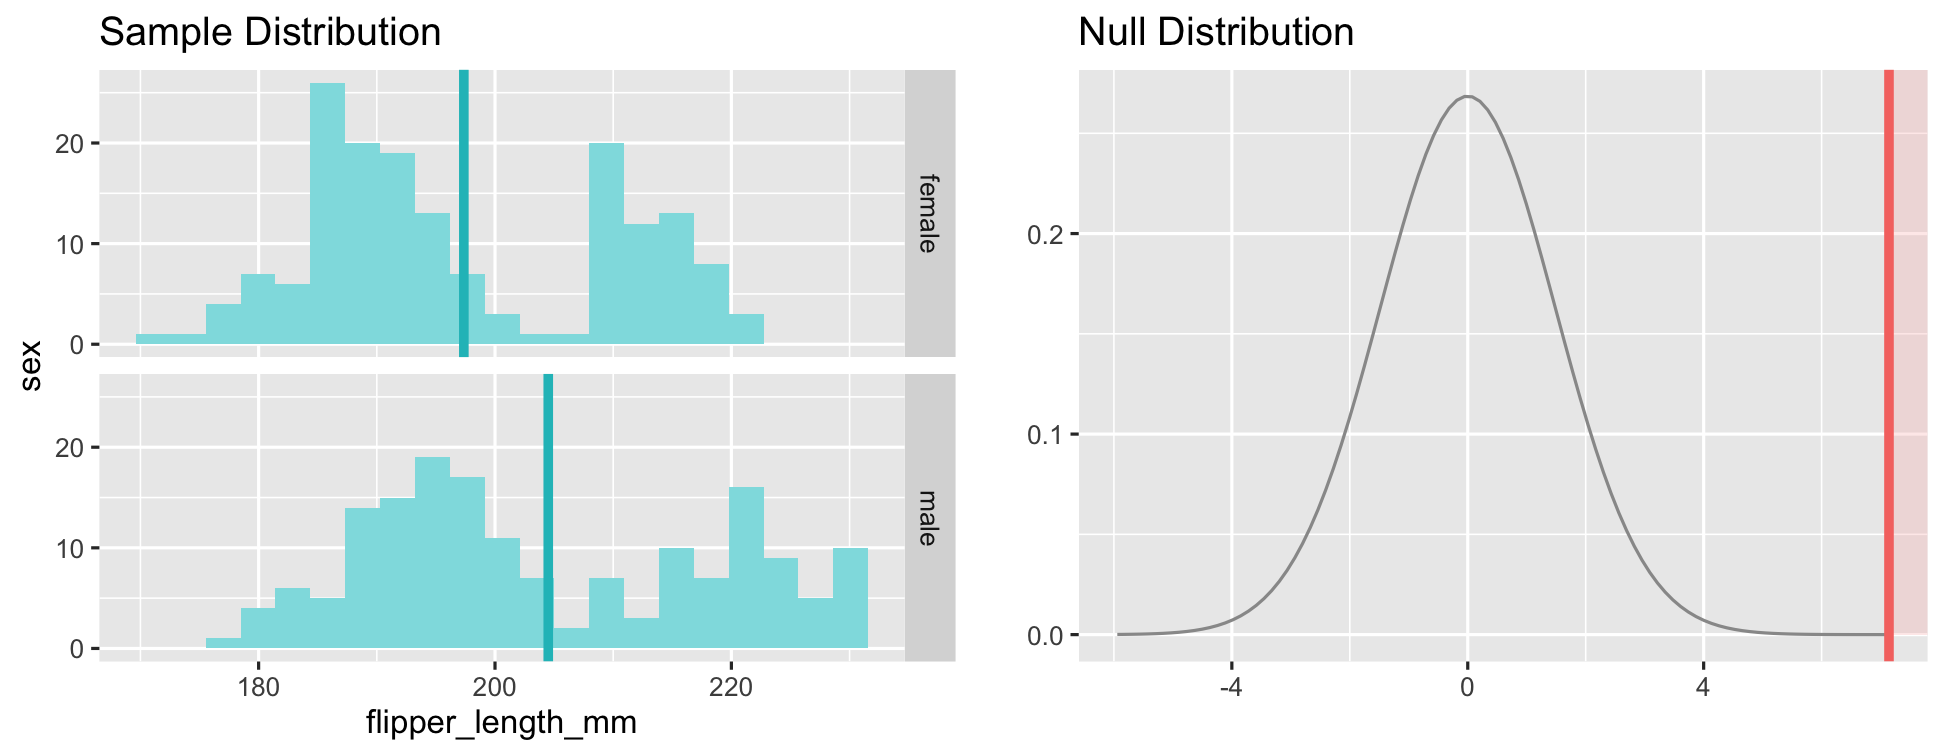 Sample Distribution
20
10
0
female
20
10
0
male
sex
180 200 220
flipper_length_mm
Null Distribution
0.2
0.1
0.0
-4 0 4